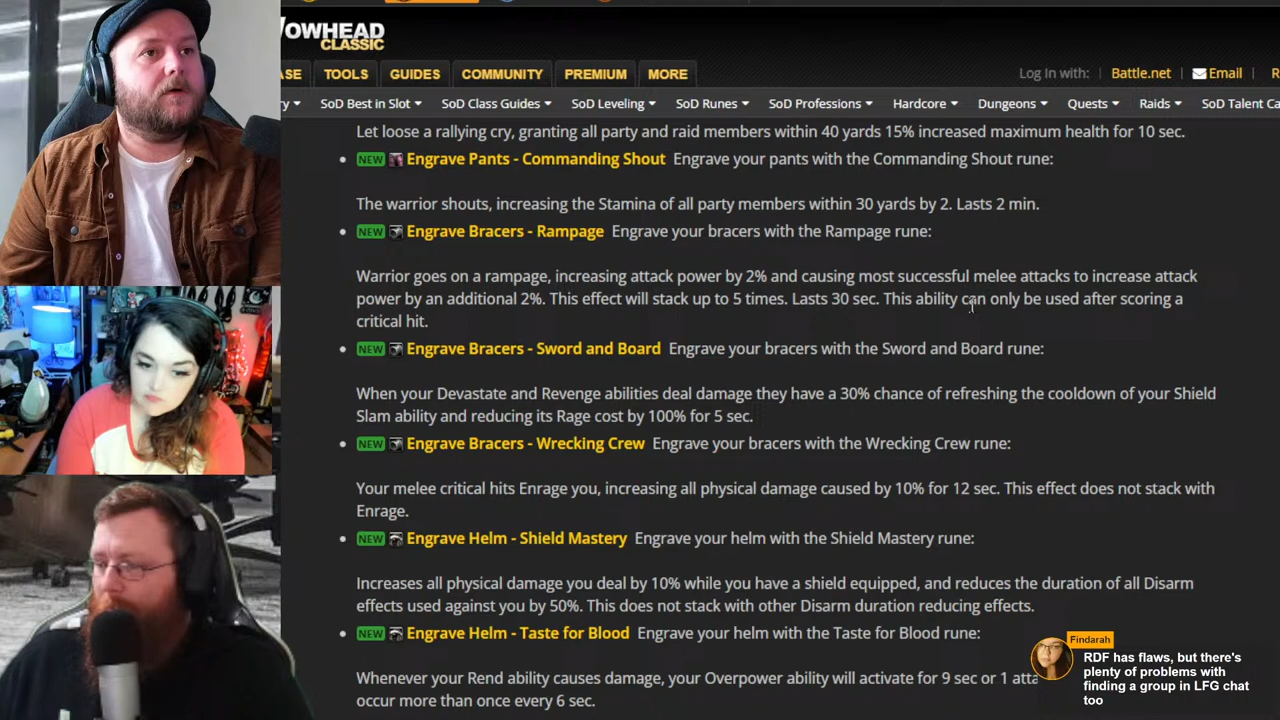 WOWHEAD
CLASSIC
TOOLS GUIDES COMMUNITY PREMIUM MORE Log In with: Battle.net Email
SoD Best in Slot SoD Class Guides SoD Leveling SoD Runes SoD Professions Hardcore Dungeons Quests Raids SoD Talent
Let loose a rallying cry, granting all party and raid members within 40 yards 15% increased maximum health for 10 sec.
• NEW Engrave Pants - Commanding Shout Engrave your pants with the Commanding Shout rune:
The warrior shouts, increasing the Stamina of all party members within 30 yards by 2. Lasts 2 min.
• NEW Engrave Bracers - Rampage Engrave your bracers with the Rampage rune:
Warrior goes on a rampage, increasing attack power by 2% and causing most successful melee attacks to increase attack
power by an additional 2%. This effect will stack up to 5 times. Lasts 30 sec. This ability can only be used after scoring a
critical hit.
• NEW Engrave Bracers - Sword and Board Engrave your bracers with the Sword and Board rune:
When your Devastate and Revenge abilities deal damage they have a 30% chance of refreshing the cooldown of your Shield
Slam ability and reducing its Rage cost by 100% for 5 sec.
• NEW Engrave Bracers - Wrecking Crew Engrave your bracers with the Wrecking Crew rune:
Your melee critical hits Enrage you, increasing all physical damage caused by 10% for 12 sec. This effect does not stack with
Enrage.
• NEW Engrave Helm - Shield Mastery Engrave your helm with the Shield Mastery rune:
Increases all physical damage you deal by 10% while you have a shield equipped, and reduces the duration of all Disarm
effects used against you by 50%. This does not stack with other Disarm duration reducing effects.
• NEW Engrave Helm - Taste for Blood Engrave your helm with the Taste for Blood rune:
Whenever your Rend ability causes damage, your Overpower ability will activate for 9 sec or 1
occur more than once every 6 sec.
Findarah
RDF has flaws, but there's
plenty of problems with
finding a group in LFG chat
too